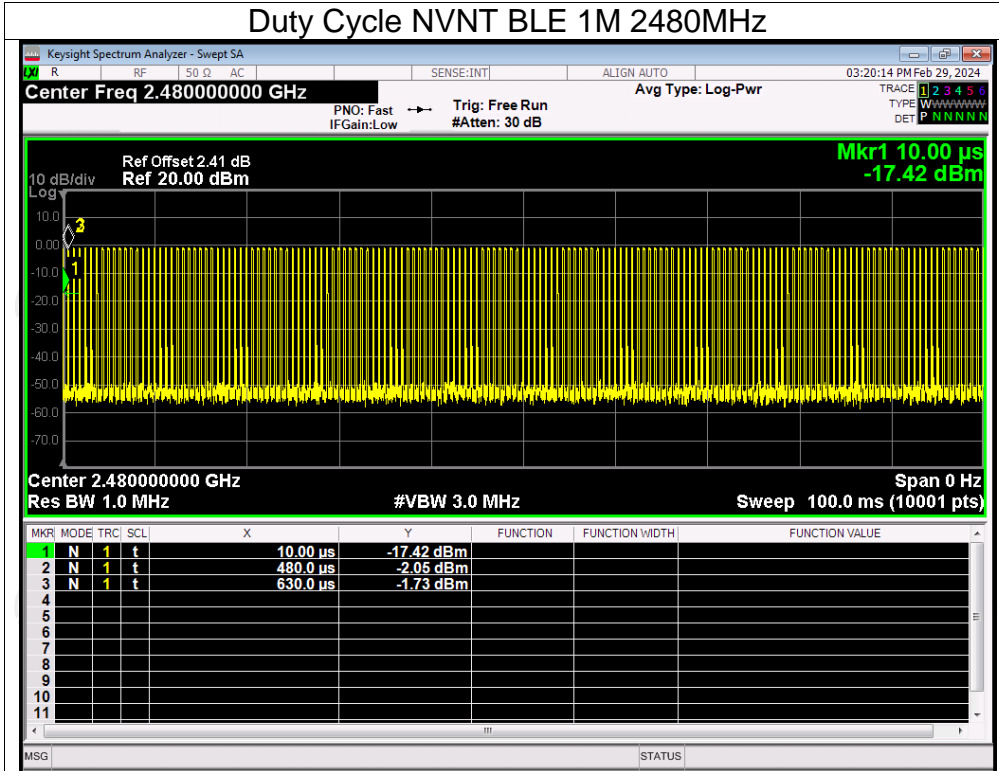 Duty Cycle NVNT BLE 1M 2480MHz
Keysight Spectrum Analyzer - Swept SA
LXI R RF 50 Ω AC SENSE:INT ALIGN AUTO 03:20:14 PM Feb 29, 2024
Center Freq 2.480000000 GHz Avg Type: Log-Pwr TRACE 1 2 3 4 5 6
PNO: Fast Trig: Free Run TYPE WWWWWW
IFGain:Low #Atten: 30 dB DET P N N N N N
Mkr1 10.00 µs
Ref Offset 2.41 dB
10 dB/div Ref 20.00 dBm -17.42 dBm
Log
10.0
3
0.00
1
-10.0
-20.0
-30.0
-40.0
-50.0
-60.0
-70.0
Center 2.480000000 GHz Span 0 Hz
Res BW 1.0 MHz #VBW 3.0 MHz Sweep 100.0 ms (10001 pts)
MKR MODE TRC SCL X Y FUNCTION FUNCTION WIDTH FUNCTION VALUE
1 N 1 t 10.00 µs -17.42 dBm
2 N 1 t 480.0 µs -2.05 dBm
3 N 1 t 630.0 µs -1.73 dBm
4
5
6
7
8
9
10
11
MSG STATUS